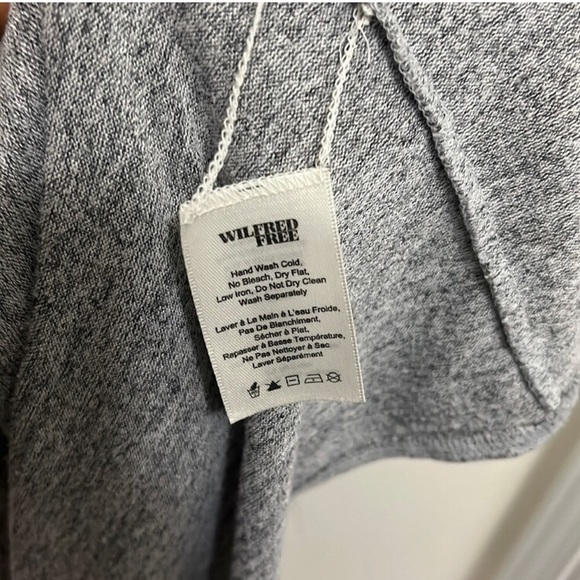 WILFRED
FREE
Hand Wash Cold,
No Bleach, Dry Flat,
Low Iron, Do Not Dry Clean
Wash Separately
Laver à La Main à L'eau Froide,
Pas De Blanchiment,
Sécher à Plat,
Repasser à Basse Température,
Ne Pas Nettoyer à Sec
Laver Séparément